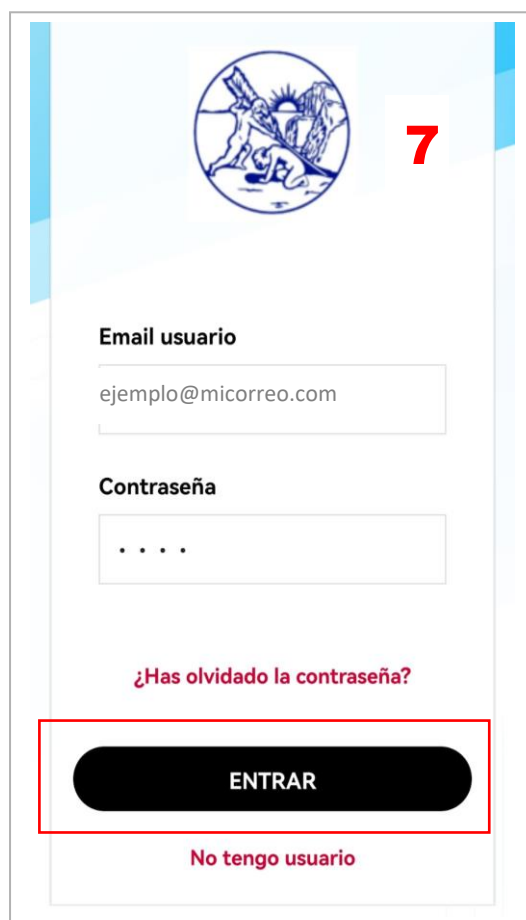 7
Email usuario
ejemplo@micorreo.com
Contraseña
....
¿Has olvidado la contraseña?
ENTRAR
No tengo usuario